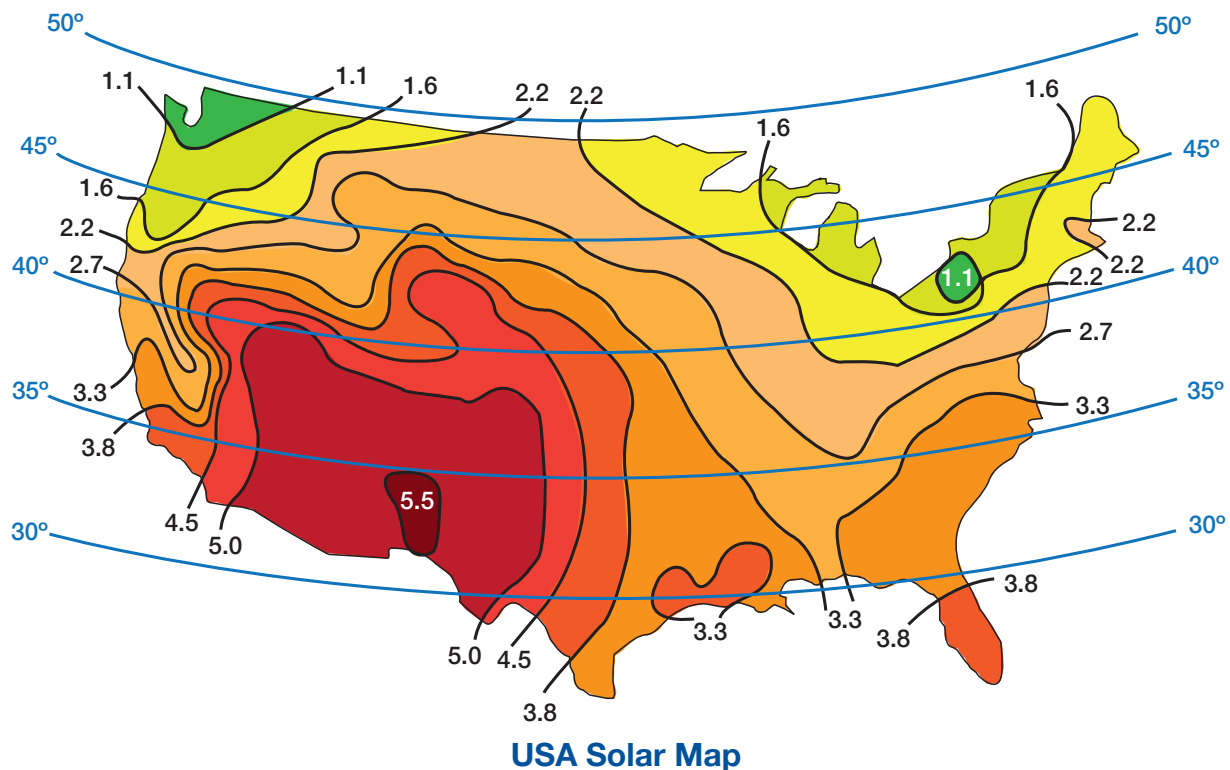 50º 50º
1.1 1.1 1.6 2.2 2.2 1.6 1.6
45º 45º
1.6
2.2 2.2
40º 2.7 2.2 40º
1.1 2.2
2.7
3.3
35º 35º
3.8 3.3
5.5
4.5
30º 5.0 30º
3.8
3.3 3.3
3.8
5.0 4.5
3.8
USA Solar Map